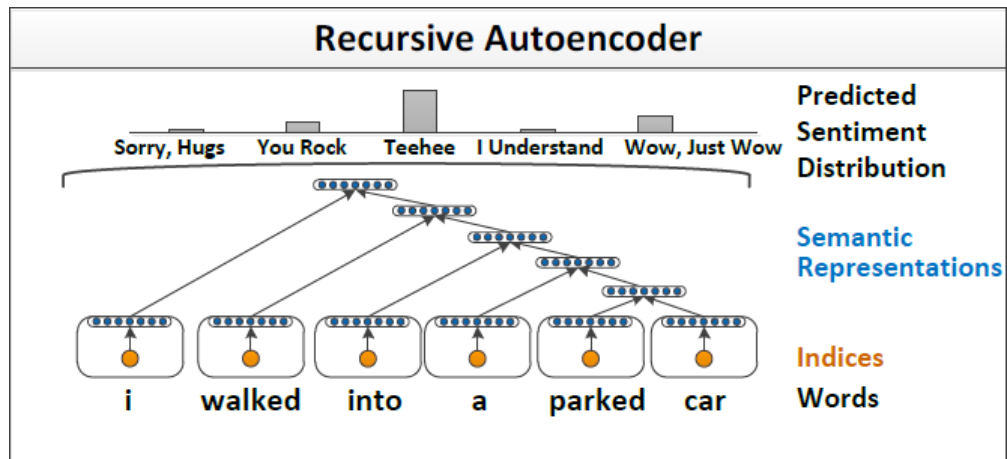 Recursive Autoencoder
Predicted
Sentiment
Distribution
Sorry, Hugs You Rock Teehee I Understand Wow, Just Wow
Semantic
Representations
Indices
i walked into a parked car
Words